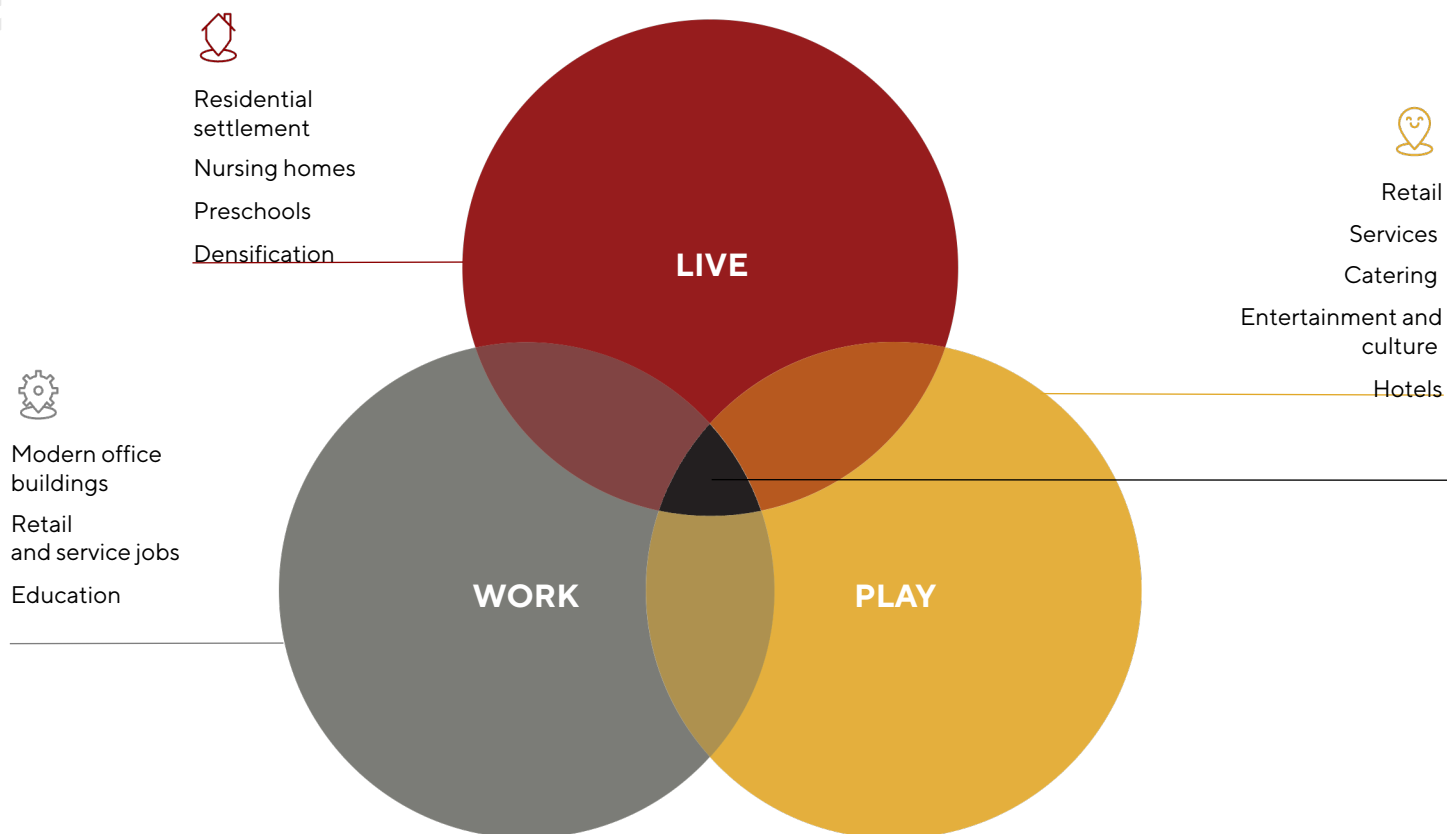 Residential
settlement
Nursing homes
Preschools
Densification
LIVE
Retail
Services
Catering
Entertainment and
culture
Hotels
Modern office
buildings
Retail
and service jobs
Education
WORK
PLAY